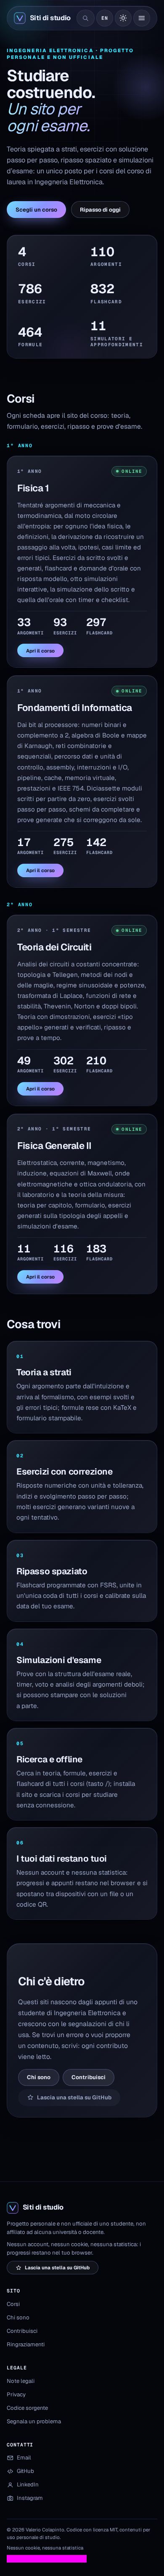 Siti di studio
EN
INGEGNERIA ELETTRONICA · PROGETTO
PERSONALE E NON UFFICIALE
Studiare
costruendo.
Un sito per
ogni esame.
Teoria spiegata a strati, esercizi con soluzioni
passo per passo, ripasso spaziato e simulazioni
d'esame: un unico posto per i corsi del corso di
laurea in Ingegneria Elettronica.
Scegli un corso
Ripasso di oggi
4
CORSI
110
ARGOMENTI
786
ESERCIZI
832
FLASHCARD
464
FORMULE
11
SIMULATORI E
APPROFONDIMENTI
Corsi
Ogni scheda apre il sito del corso: teoria,
formulario, esercizi, ripasso e prove d'esame.
1° ANNO
1° ANNO
ONLINE
Fisica 1
Trentatré argomenti di meccanica e
termodinamica, dal moto circolare
all'entropia: per ognuno l'idea fisica, le
definizioni, la derivazione da ricostruire un
passaggio alla volta, ipotesi, casi limite ed
errori tipici. Esercizi da scritto svolti e
generati, flashcard, domande d'orale con
risposta modello, otto simulazioni
interattive, la simulazione dello scritto e
quella dell'orale con timer e checklist.
33
ARGOMENTI
93
ESERCIZI
297
FLASHCARD
Apri il corso
1° ANNO
ONLINE
Fondamenti di Informatica
Dai bit al processore: numeri binari e
complemento a 2, algebra di Boole e mappe
di Karnaugh, reti combinatorie e
sequenziali, percorso dati e unità di
controllo, assembly, interruzioni e I/O,
pipeline, cache, memoria virtuale,
prestazioni e IEEE 754. Diciassette moduli
scritti per partire da zero, esercizi svolti
passo per passo, schemi da completare e
prove generate che si correggono da sole.
17
ARGOMENTI
275
ESERCIZI
142
FLASHCARD
Apri il corso
2° ANNO
2° ANNO · 1° SEMESTRE
ONLINE
Teoria dei Circuiti
Analisi dei circuiti a costanti concentrate:
topologia e Tellegen, metodi dei nodi e
delle maglie, regime sinusoidale e potenze,
trasformata di Laplace, funzioni di rete e
stabilità, Thevenin, Norton e doppi bipoli.
Teoria con dimostrazioni, esercizi «tipo
appello» generati e verificati, ripasso e
prove a tempo.
49
ARGOMENTI
302
ESERCIZI
210
FLASHCARD
Apri il corso
2° ANNO · 1° SEMESTRE
ONLINE
Fisica Generale II
Elettrostatica, corrente, magnetismo,
induzione, equazioni di Maxwell, onde
elettromagnetiche e ottica ondulatoria, con
il laboratorio e la teoria della misura:
teoria per capitolo, formulario, esercizi
generati per la tipologia degli appelli e
simulazioni d'esame.
11
ARGOMENTI
116
ESERCIZI
183
FLASHCARD
Apri il corso
Cosa trovi
01
Teoria a strati
Ogni argomento parte dall'intuizione e
arriva al formalismo, con esempi svolti e
gli errori tipici; formule rese con KaTeX e
formulario stampabile.
02
Esercizi con correzione
Risposte numeriche con unità e tolleranza,
indizi e svolgimento passo per passo;
molti esercizi generano varianti nuove a
ogni tentativo.
03
Ripasso spaziato
Flashcard programmate con FSRS, unite in
un'unica coda di tutti i corsi e calibrate sulla
data del tuo esame.
04
Simulazioni d'esame
Prove con la struttura dell'esame reale,
timer, voto e analisi degli argomenti deboli;
si possono stampare con le soluzioni
a parte.
05
Ricerca e offline
Cerca in teoria, formule, esercizi e
flashcard di tutti i corsi (tasto /); installa
il sito e scarica i corsi per studiare
senza connessione.
06
I tuoi dati restano tuoi
Nessun account e nessuna statistica:
progressi e appunti restano nel browser e si
spostano tra dispositivi con un file o un
codice QR.
Chi c'è dietro
Questi siti nascono dagli appunti di uno
studente di Ingegneria Elettronica e
crescono con le segnalazioni di chi li
usa. Se trovi un errore o vuoi proporre
un contenuto, scrivi: ogni contributo
viene letto.
Chi sono
Contribuisci
Lascia una stella su GitHub
Siti di studio
Progetto personale e non ufficiale di uno studente, non
affiliato ad alcuna università o docente.
Nessun account, nessun cookie, nessuna statistica: i
progressi restano nel tuo browser.
Lascia una stella su GitHub
SITO
Corsi
Chi sono
Contribuisci
Ringraziamenti
LEGALE
Note legali
Privacy
Codice sorgente
Segnala un problema
CONTATTI
Email
GitHub
LinkedIn
Instagram
© 2026 Valerio Colapinto. Codice con licenza MIT, contenuti per
uso personale di studio.
Nessun cookie, nessuna statistica